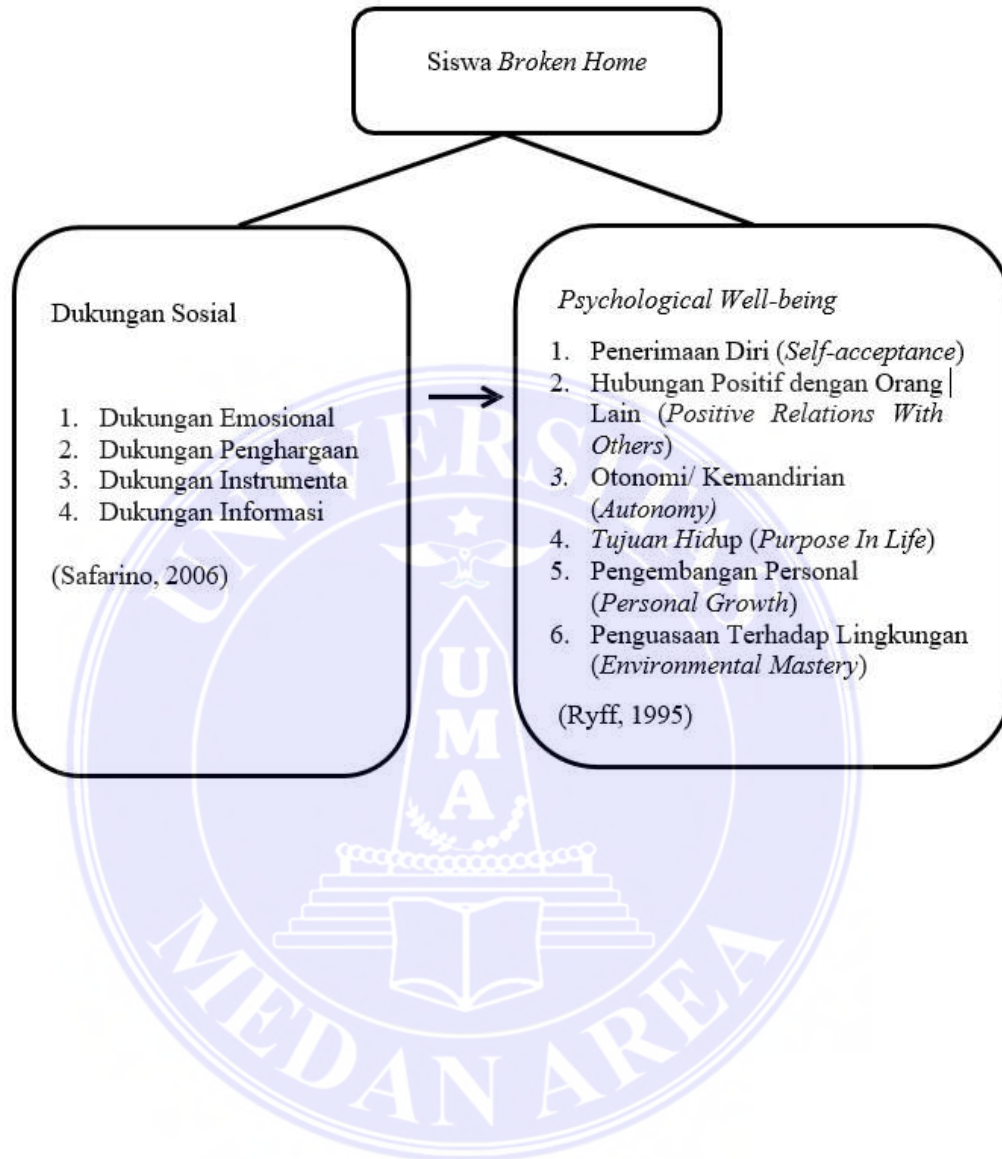 Siswa Broken Home
Dukungan Sosial
1. Dukungan Emosional
2. Dukungan Penghargaan
3. Dukungan Instrumenta
4. Dukungan Informasi
(Safarino, 2006)
Psychological Well-being
1. Penerimaan Diri (Self-acceptance)
2. Hubungan Positif dengan Orang
Lain (Positive Relations With
Others)
3. Otonomi/ Kemandirian
(Autonomy)
4. Tujuan Hidup (Purpose In Life)
5. Pengembangan Personal
(Personal Growth)
6. Penguasaan Terhadap Lingkungan
(Environmental Mastery)
(Ryff, 1995)
UNIVERSITAS
UMA
MEDAN AREA